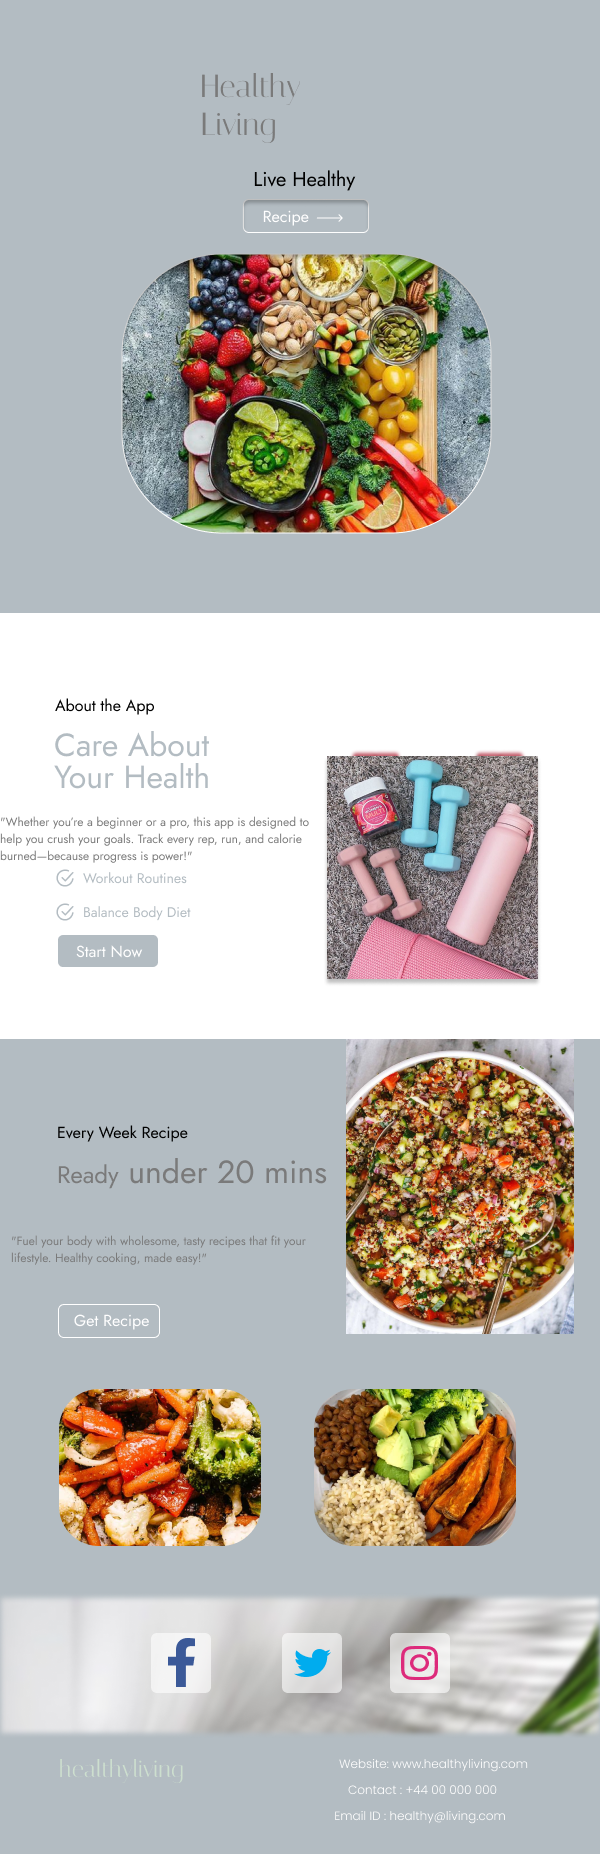 Healthy
Living
Live Healthy
Recipe
About the App
Care About
Your Health
"Whether you're a beginner or a pro, this app is designed to
help you crush your goals. Track every rep, run, and calorie
burned—because progress is power!"
Workout Routines
Balance Body Diet
Start Now
Every Week Recipe
Ready under 20 mins
"Fuel your body with wholesome, tasty recipes that fit your
lifestyle. Healthy cooking, made easy!"
Get Recipe
healthyliving
Website: www.healthyliving.com
Contact : +44 00 000 000
Email ID : healthy@living.com